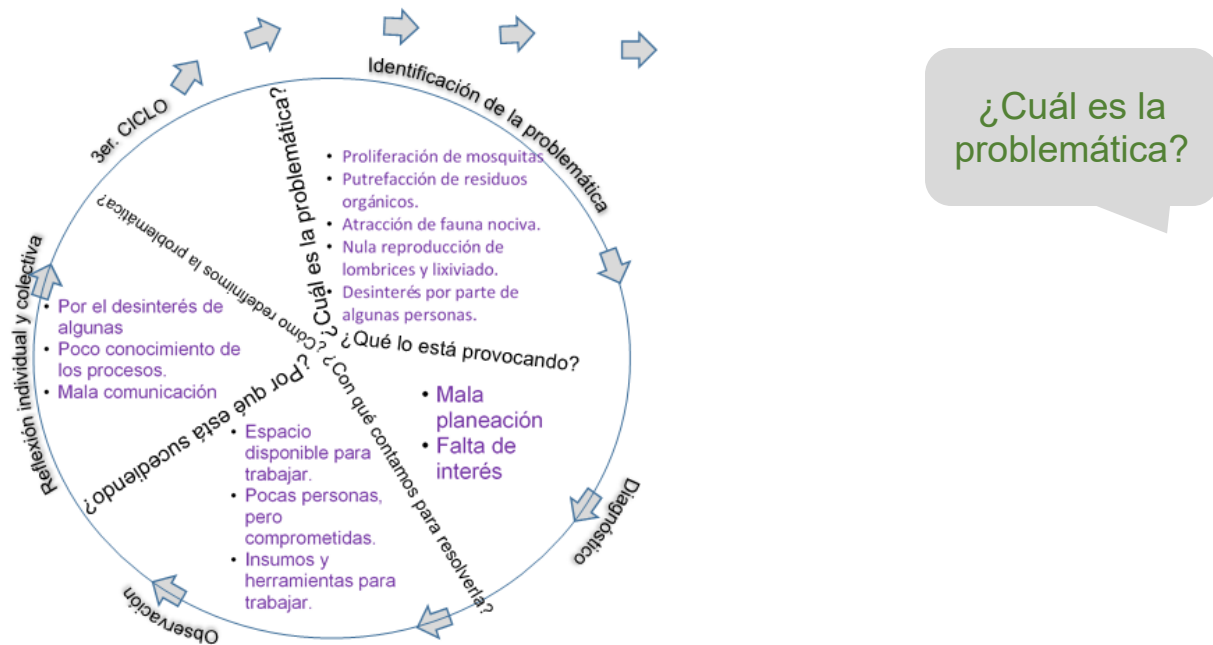 Identificación de la problemática
¿Cuál es la problemática?
• Proliferación de mosquitas
• Putrefacción de residuos
orgánicos.
• Atracción de fauna nociva.
• Nula reproducción de
lombrices y lixiviado.
• Desinterés por parte de
algunas personas.
¿Qué lo está provocando?
• Mala
planeación
• Falta de
interés
Diagnóstico
¿Con qué contamos para resolverla?
• Espacio
disponible para
trabajar.
• Pocas personas,
pero
comprometidas.
• Insumos y
herramientas para
trabajar.
Observación
¿Por qué está sucediendo?
• Por el desinterés de
algunas
• Poco conocimiento de
los procesos.
• Mala comunicación
Reflexión individual y colectiva
¿Cómo redefinimos la problemática?
3er. CICLO
¿Cuál es la
problemática?